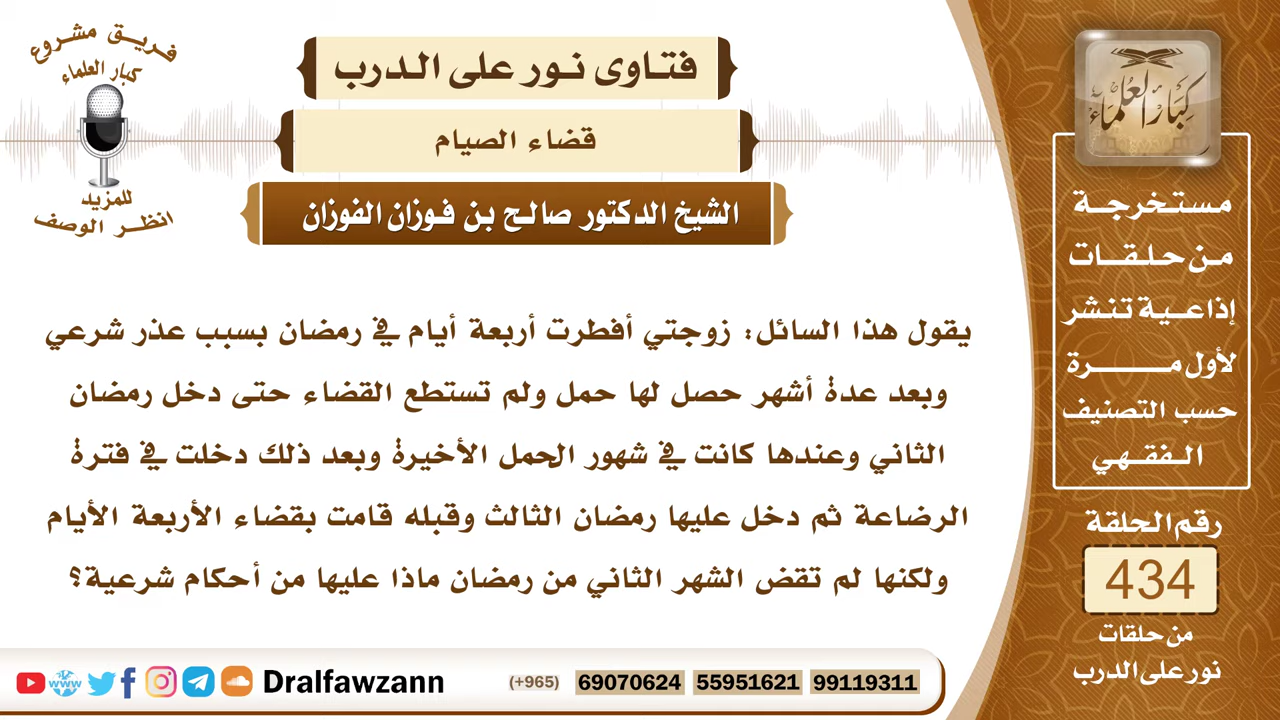 فريق مشروع
كبار العلماء
للمزيد
انظر الوصف
فتاوى نور على الدرب
قضاء الصيام
الشيخ الدكتور صالح بن فوزان الفوزان
يقول هذا السائل: زوجتي أفطرت أربعة أيام في رمضان بسبب عذر شرعي
وبعد عدة أشهر حصل لها حمل ولم تستطع القضاء حتى دخل رمضان
الثاني وعندها كانت في شهور الحمل الأخيرة وبعد ذلك دخلت في فترة
الرضاعة ثم دخل عليها رمضان الثالث وقبله قامت بقضاء الأربعة الأيام
ولكنها لم تقض الشهر الثاني من رمضان ماذا عليها من أحكام شرعية؟
كبار العلماء
مستخرجة
من حلقات
إذاعية تنشر
لأول مرة
حسب التصنيف
الفقهي
رقم الحلقة
434
من حلقات
نور على الدرب
www
Dralfawzann
(+965) 69070624 55951621 99119311